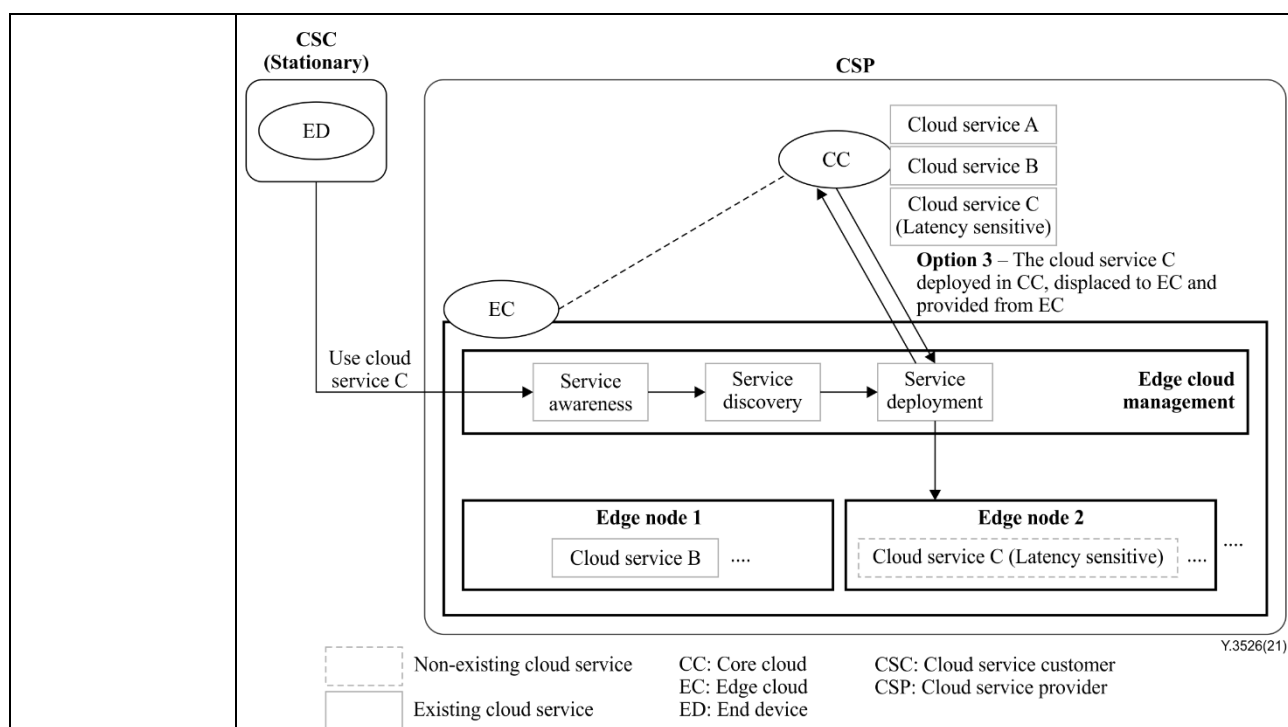 CSC
(Stationary)
CSP
ED
CC
Cloud service A
Cloud service B
Cloud service C
(Latency sensitive)
Option 3 – The cloud service C
deployed in CC, displaced to EC and
provided from EC
EC
Use cloud
service C
Service
awareness
Service
discovery
Service
deployment
Edge cloud
management
Edge node 1
Cloud service B ....
Edge node 2
Cloud service C (Latency sensitive) ....
....
Y.3526(21)
Non-existing cloud service
Existing cloud service
CC: Core cloud
EC: Edge cloud
ED: End device
CSC: Cloud service customer
CSP: Cloud service provider